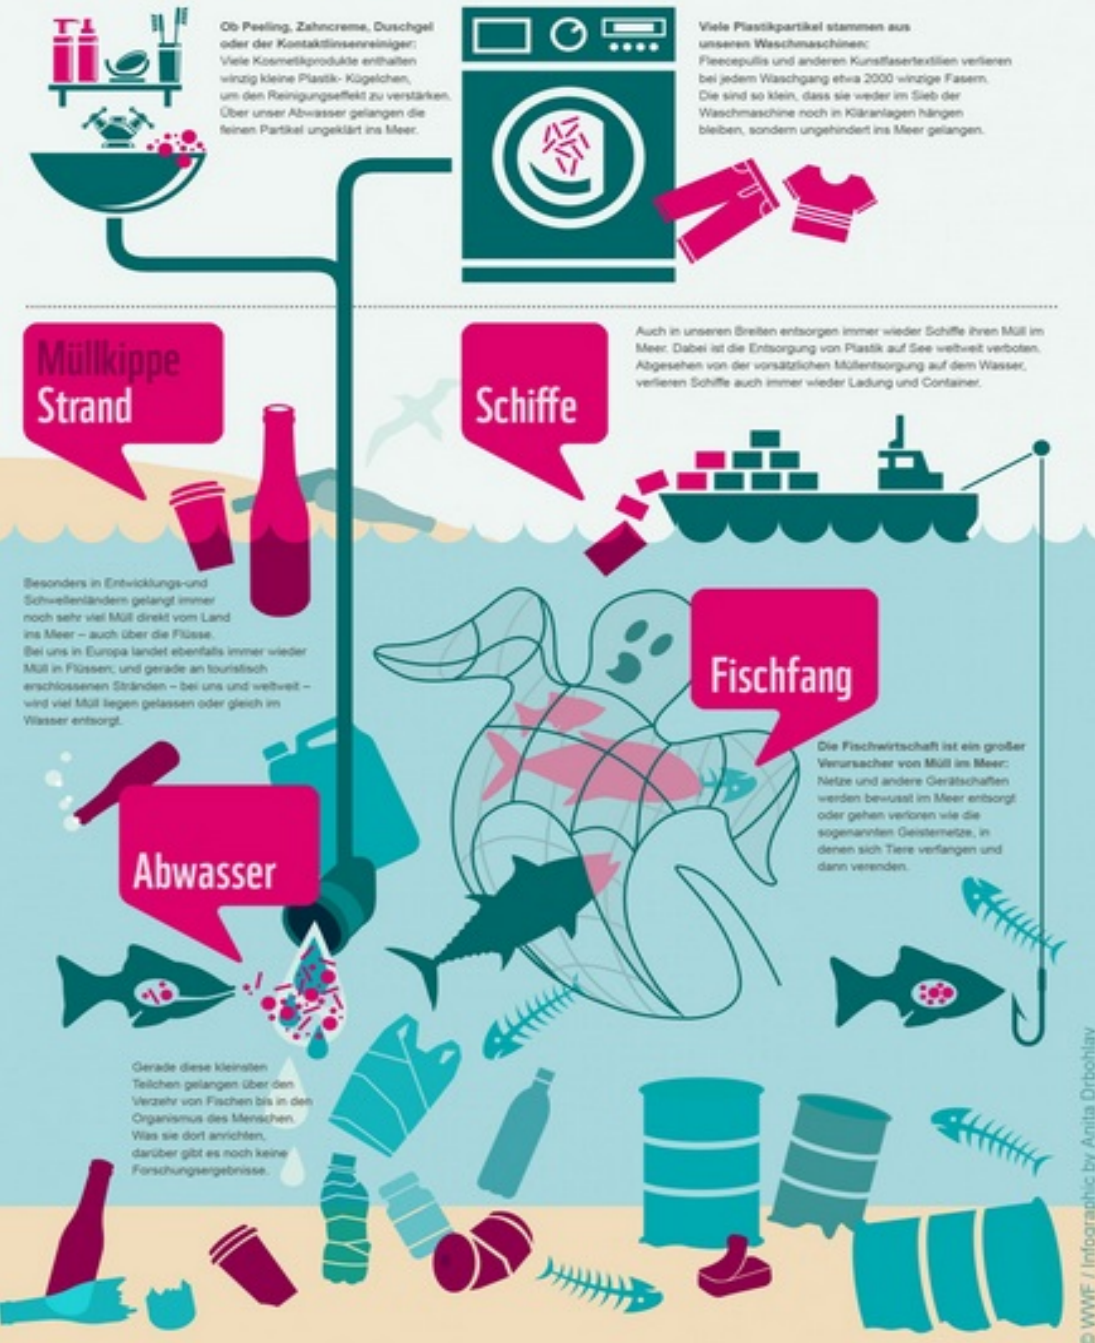 Ob Peeling, Zahncreme, Duschgel
oder der Kontaktlinsenreiniger:
Viele Kosmetikprodukte enthalten
winzig kleine Plastik- Kügelchen,
um den Reinigungseffekt zu verstärken.
Über unser Abwasser gelangen die
feinen Partikel ungeklärt ins Meer.
Viele Plastikpartikel stammen aus
unseren Waschmaschinen:
Fleecepullis und anderen Kunstfasertextilien verlieren
bei jedem Waschgang etwa 2000 winzige Fasern.
Die sind so klein, dass sie weder im Sieb der
Waschmaschine noch in Kläranlagen hängen
bleiben, sondern ungehindert ins Meer gelangen.
Müllkippe
Strand
Schiffe
Auch in unseren Breiten entsorgen immer wieder Schiffe ihren Müll im
Meer. Dabei ist die Entsorgung von Plastik auf See weltweit verboten.
Abgesehen von der vorsätzlichen Müllentsorgung auf dem Wasser,
verlieren Schiffe auch immer wieder Ladung und Container.
Besonders in Entwicklungs-und
Schwellenländern gelangt immer
noch sehr viel Müll direkt vom Land
ins Meer – auch über die Flüsse.
Bei uns in Europa landet ebenfalls immer wieder
Müll in Flüssen; und gerade an touristisch
erschlossenen Stränden – bei uns und weltweit –
wird viel Müll liegen gelassen oder gleich im
Wasser entsorgt.
Fischfang
Die Fischwirtschaft ist ein großer
Verursacher von Müll im Meer:
Netze und andere Gerätschaften
werden bewusst im Meer entsorgt
oder gehen verloren wie die
sogenannten Geisternetze, in
denen sich Tiere verfangen und
dann verenden.
Abwasser
Gerade diese kleinsten
Teilchen gelangen über den
Verzehr von Fischen bis in den
Organismus des Menschen.
Was sie dort anrichten,
darüber gibt es noch keine
Forschungsergebnisse.
© WWF / Infographic by Anita Drbohlav